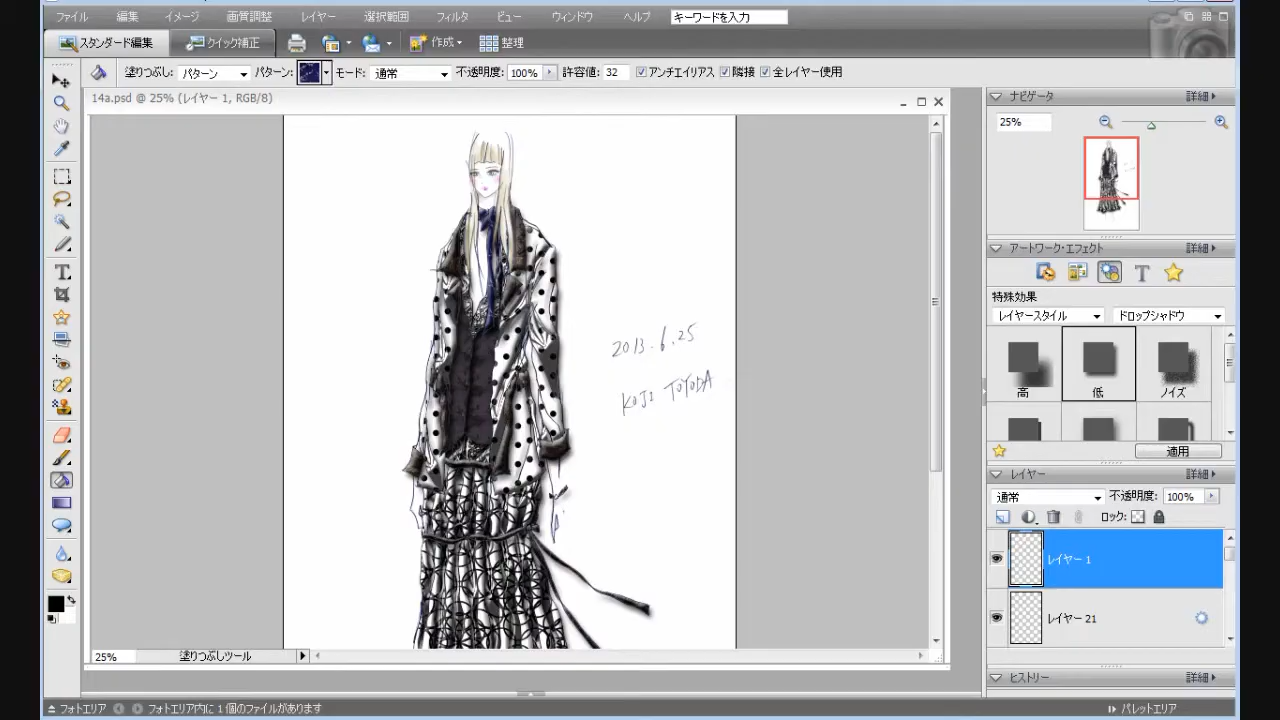 ファイル 編集 イメージ 画質調整 レイヤー 選択範囲 フィルタ ビュー ウィンドウ ヘルプ キーワードを入力
スタンダード編集 クイック補正 作成 整理
塗りつぶし: パターン パターン: モード: 通常 不透明度: 100% 許容値: 32 アンチエイリアス 隣接 全レイヤー使用
14a.psd @ 25% (レイヤー 1, RGB/8)
ナビゲータ 詳細
25%
アートワーク・エフェクト 詳細
特殊効果
レイヤースタイル ドロップシャドウ
高 低 ノイズ
適用
2013.6.25
KOJI TOYODA
レイヤー 詳細
通常 不透明度: 100%
ロック:
レイヤー 1
レイヤー 21
25% 塗りつぶしツール
ヒストリー 詳細
フォトエリア フォトエリア内に 1 個のファイルがあります パレットエリア